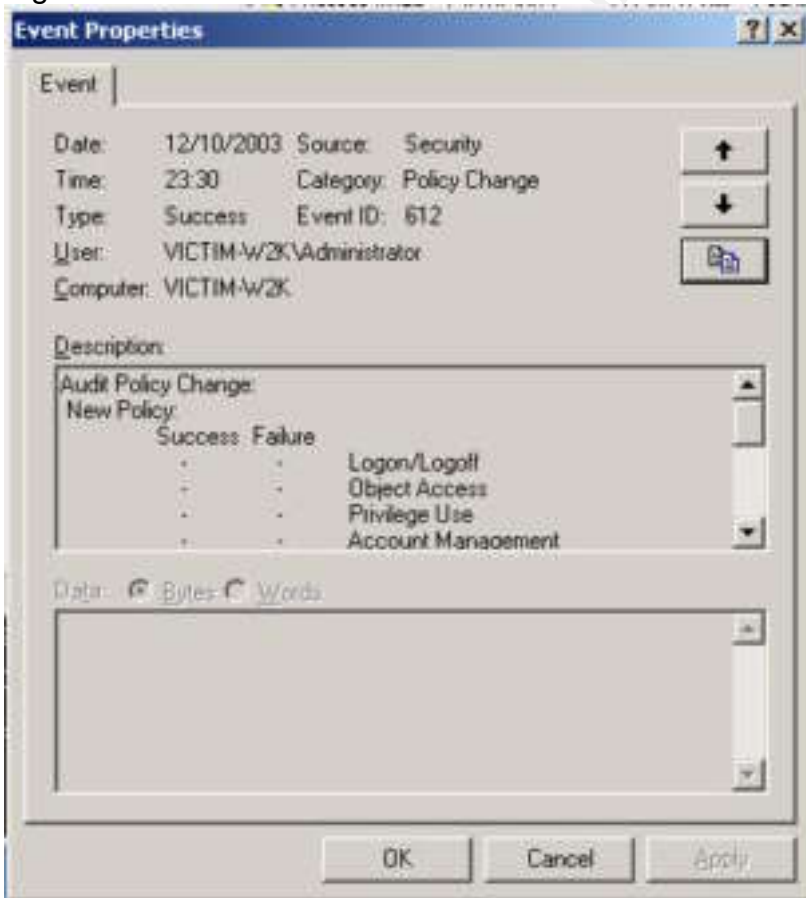 Event Properties
Event
Date: 12/10/2003 Source: Security
Time: 23:30 Category: Policy Change
Type: Success Event ID: 612
User: VICTIM-W2K\Administrator
Computer: VICTIM-W2K
Description:
Audit Policy Change:
New Policy:
Success Failure
- - Logon/Logoff
- - Object Access
- - Privilege Use
- - Account Management
Data: Bytes Words
OK Cancel Apply